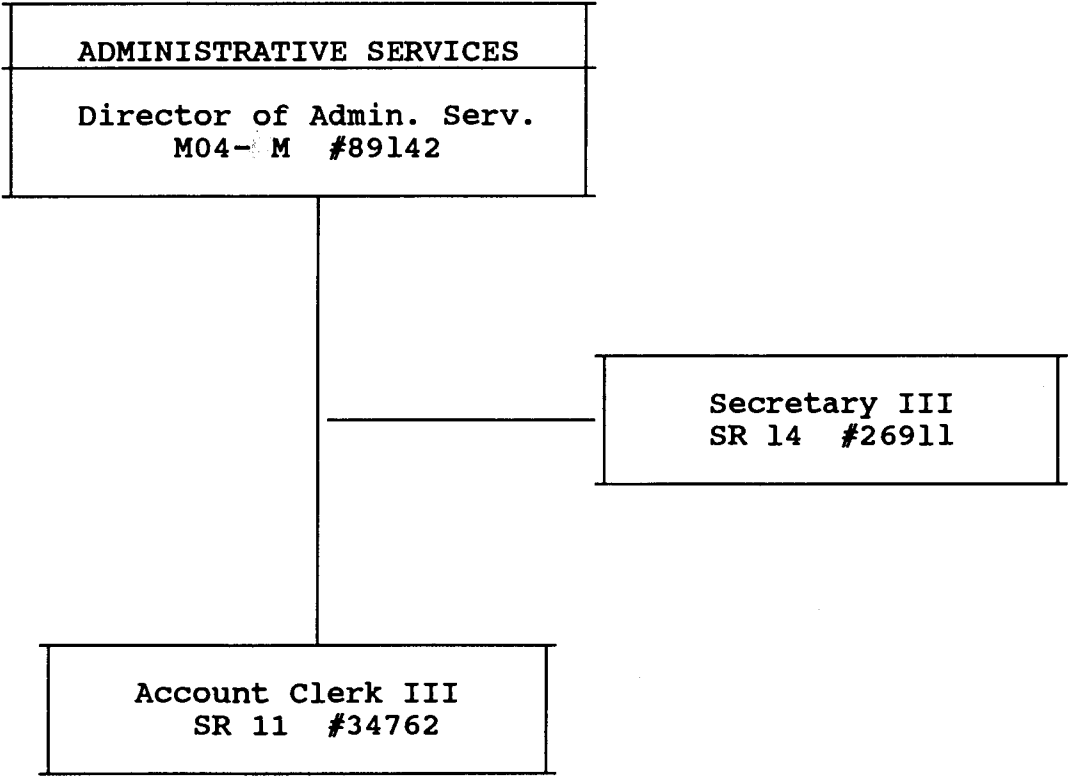 ADMINISTRATIVE SERVICES
Director of Admin. Serv.
M04- M #89142
Secretary III
SR 14 #26911
Account Clerk III
SR 11 #34762